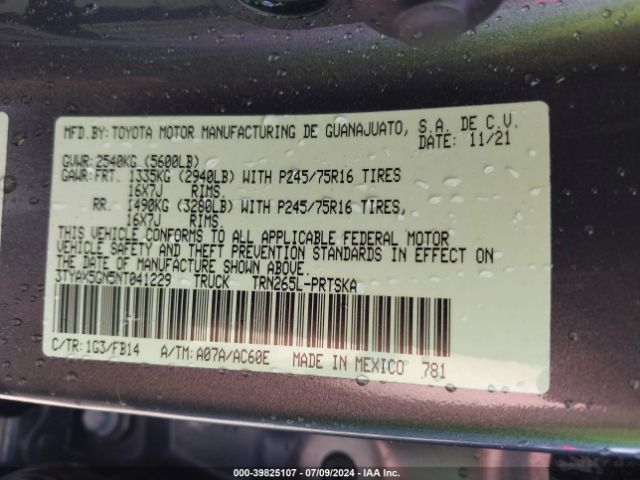 MFD.BY: TOYOTA MOTOR MANUFACTURING DE GUANAJUATO, S.A. DE C.V.
DATE: 11/21
GVWR: 2540KG (5600LB)
GAWR: FRT. 1335KG (2940LB) WITH P245/75R16 TIRES
16X7J RIMS.
RR. 1490KG (3280LB) WITH P245/75R16 TIRES,
16X7J RIMS.
THIS VEHICLE CONFORMS TO ALL APPLICABLE FEDERAL MOTOR
VEHICLE SAFETY AND THEFT PREVENTION STANDARDS IN EFFECT ON
THE DATE OF MANUFACTURE SHOWN ABOVE.
3TYAX5GN5NT041229 TRUCK TRN265L-PRTSKA
C/TR: 1G3/FB14 A/TM: A07A/AC60E MADE IN MEXICO 781
000-39825107 / 07/09/2024 - IAA Inc.